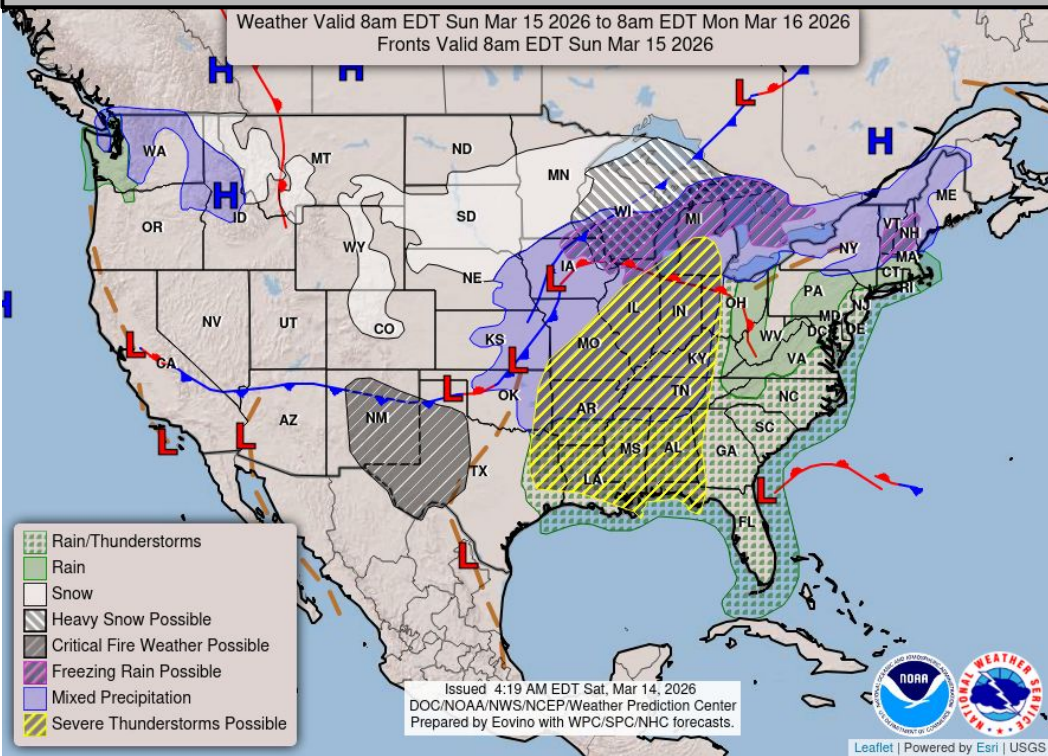 Weather Valid 8am EDT Sun Mar 15 2026 to 8am EDT Mon Mar 16 2026
Fronts Valid 8am EDT Sun Mar 15 2026
H
H
L
H
WA
MT
ND
MN
ME
H
ID
OR
SD
WI
MI
VT
NH
WY
NY
MA
CT
RI
NE
IA
L
H
NV
UT
CO
IL
IN
OH
PA
NJ
MD
DC
DE
KS
MO
WV
VA
L
CA
L
KY
L
OK
TN
NC
NM
AZ
AR
SC
L
L
TX
MS
AL
GA
LA
L
FL
L
Rain/Thunderstorms
Rain
Snow
Heavy Snow Possible
Critical Fire Weather Possible
Freezing Rain Possible
Mixed Precipitation
Severe Thunderstorms Possible
Issued 4:19 AM EDT Sat, Mar 14, 2026
DOC/NOAA/NWS/NCEP/Weather Prediction Center
Prepared by Eovino with WPC/SPC/NHC forecasts.
NOAA
NATIONAL WEATHER SERVICE
Leaflet | Powered by Esri | USGS